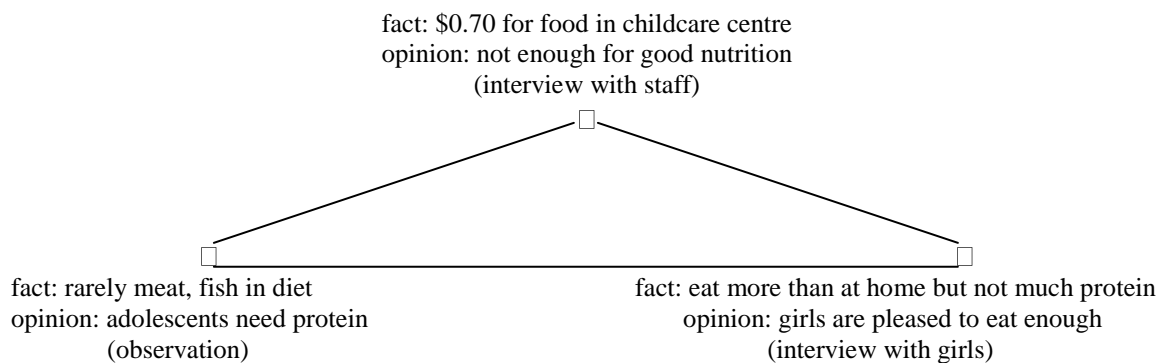 fact: $0.70 for food in childcare centre
opinion: not enough for good nutrition
(interview with staff)
fact: rarely meat, fish in diet
opinion: adolescents need protein
(observation)
fact: eat more than at home but not much protein
opinion: girls are pleased to eat enough
(interview with girls)